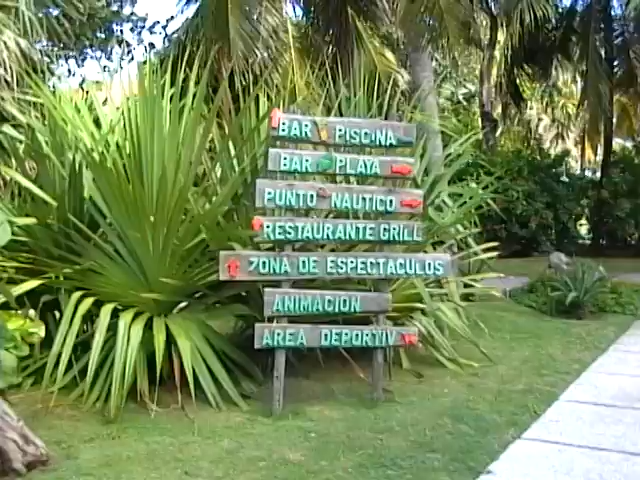 BAR PISCINA
BAR PLAYA
PUNTO NAUTICO
RESTAURANTE GRILL
ZONA DE ESPECTACULOS
ANIMACION
AREA DEPORTIV